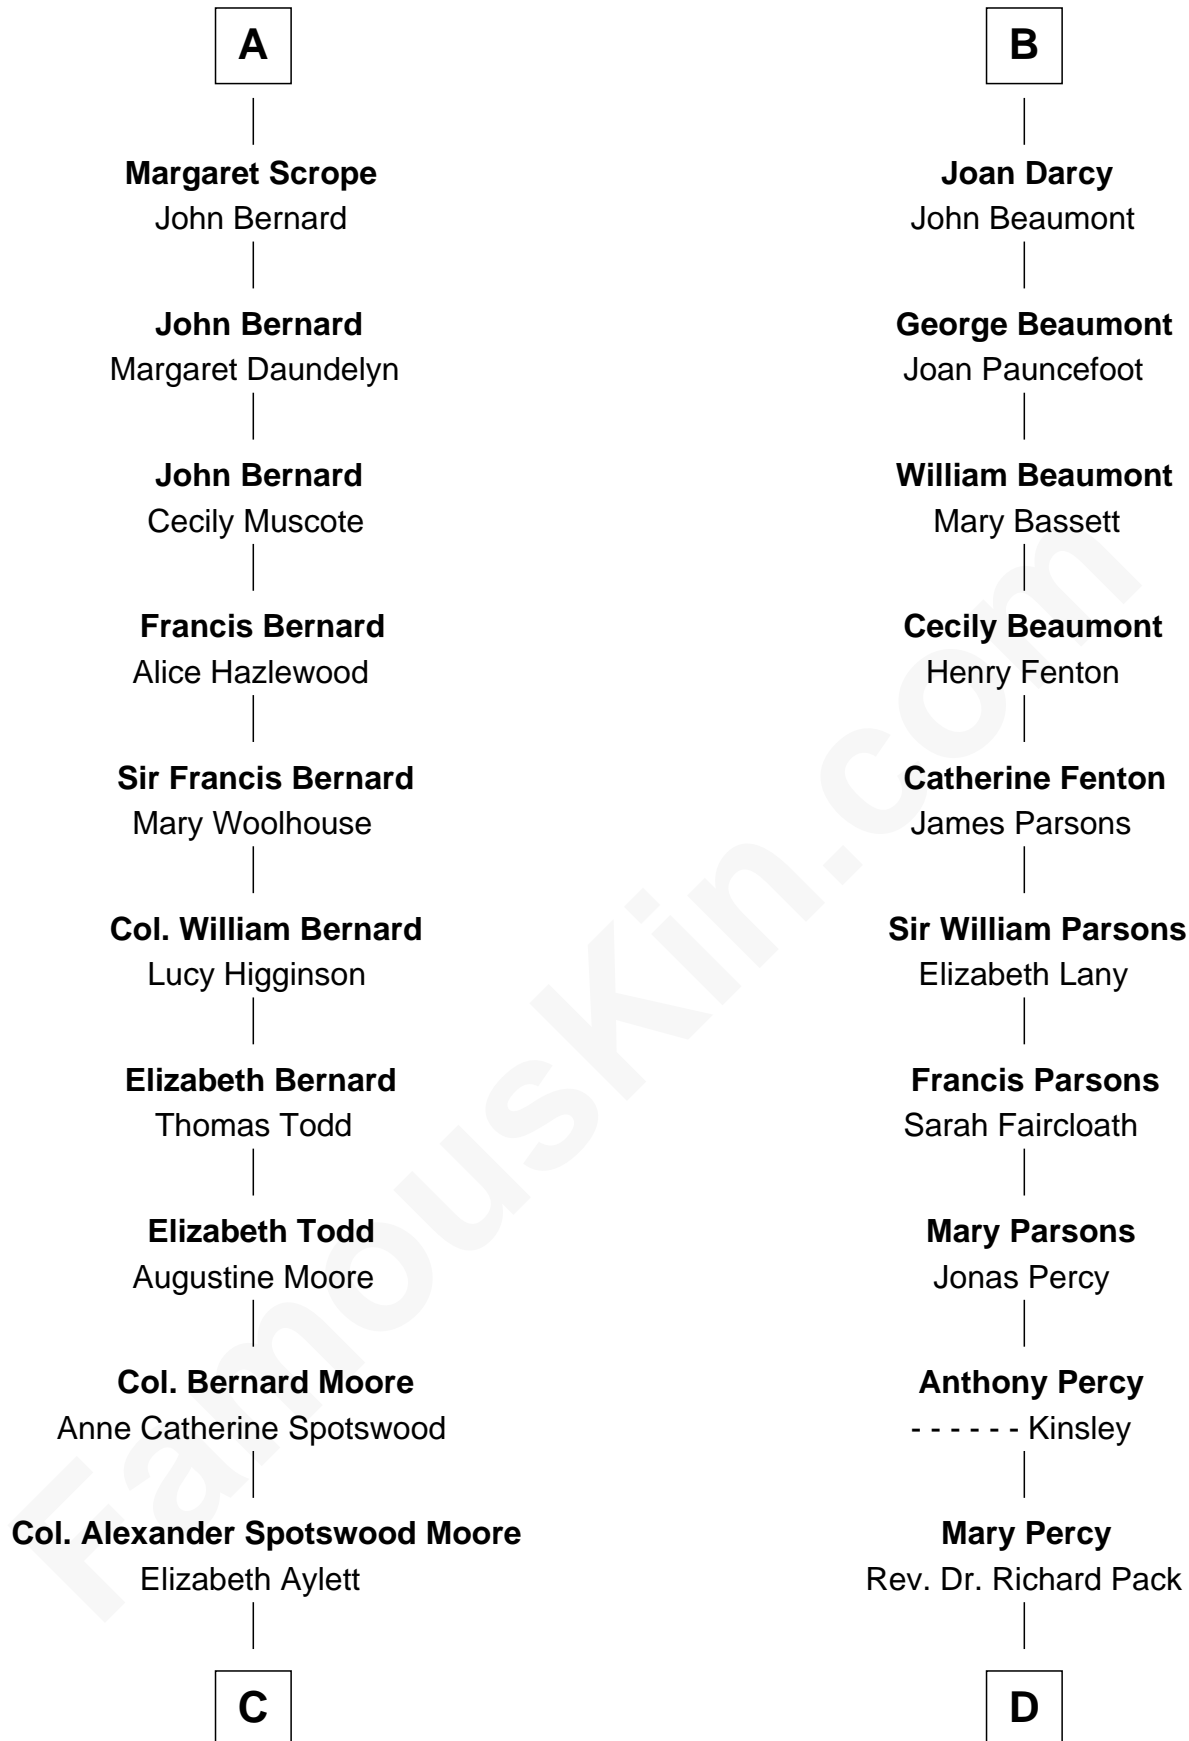 A
Margaret Scrope
John Bernard
John Bernard
Margaret Daundelyn
John Bernard
Cecily Muscote
Francis Bernard
Alice Hazlewood
Sir Francis Bernard
Mary Woolhouse
Col. William Bernard
Lucy Higginson
Elizabeth Bernard
Thomas Todd
Elizabeth Todd
Augustine Moore
Col. Bernard Moore
Anne Catherine Spotswood
Col. Alexander Spotswood Moore
Elizabeth Aylett
C
B
Joan Darcy
John Beaumont
George Beaumont
Joan Pauncefoot
William Beaumont
Mary Bassett
Cecily Beaumont
Henry Fenton
Catherine Fenton
James Parsons
Sir William Parsons
Elizabeth Lany
Francis Parsons
Sarah Faircloath
Mary Parsons
Jonas Percy
Anthony Percy
- - - - - - Kinsley
Mary Percy
Rev. Dr. Richard Pack
D
FamousKin.com